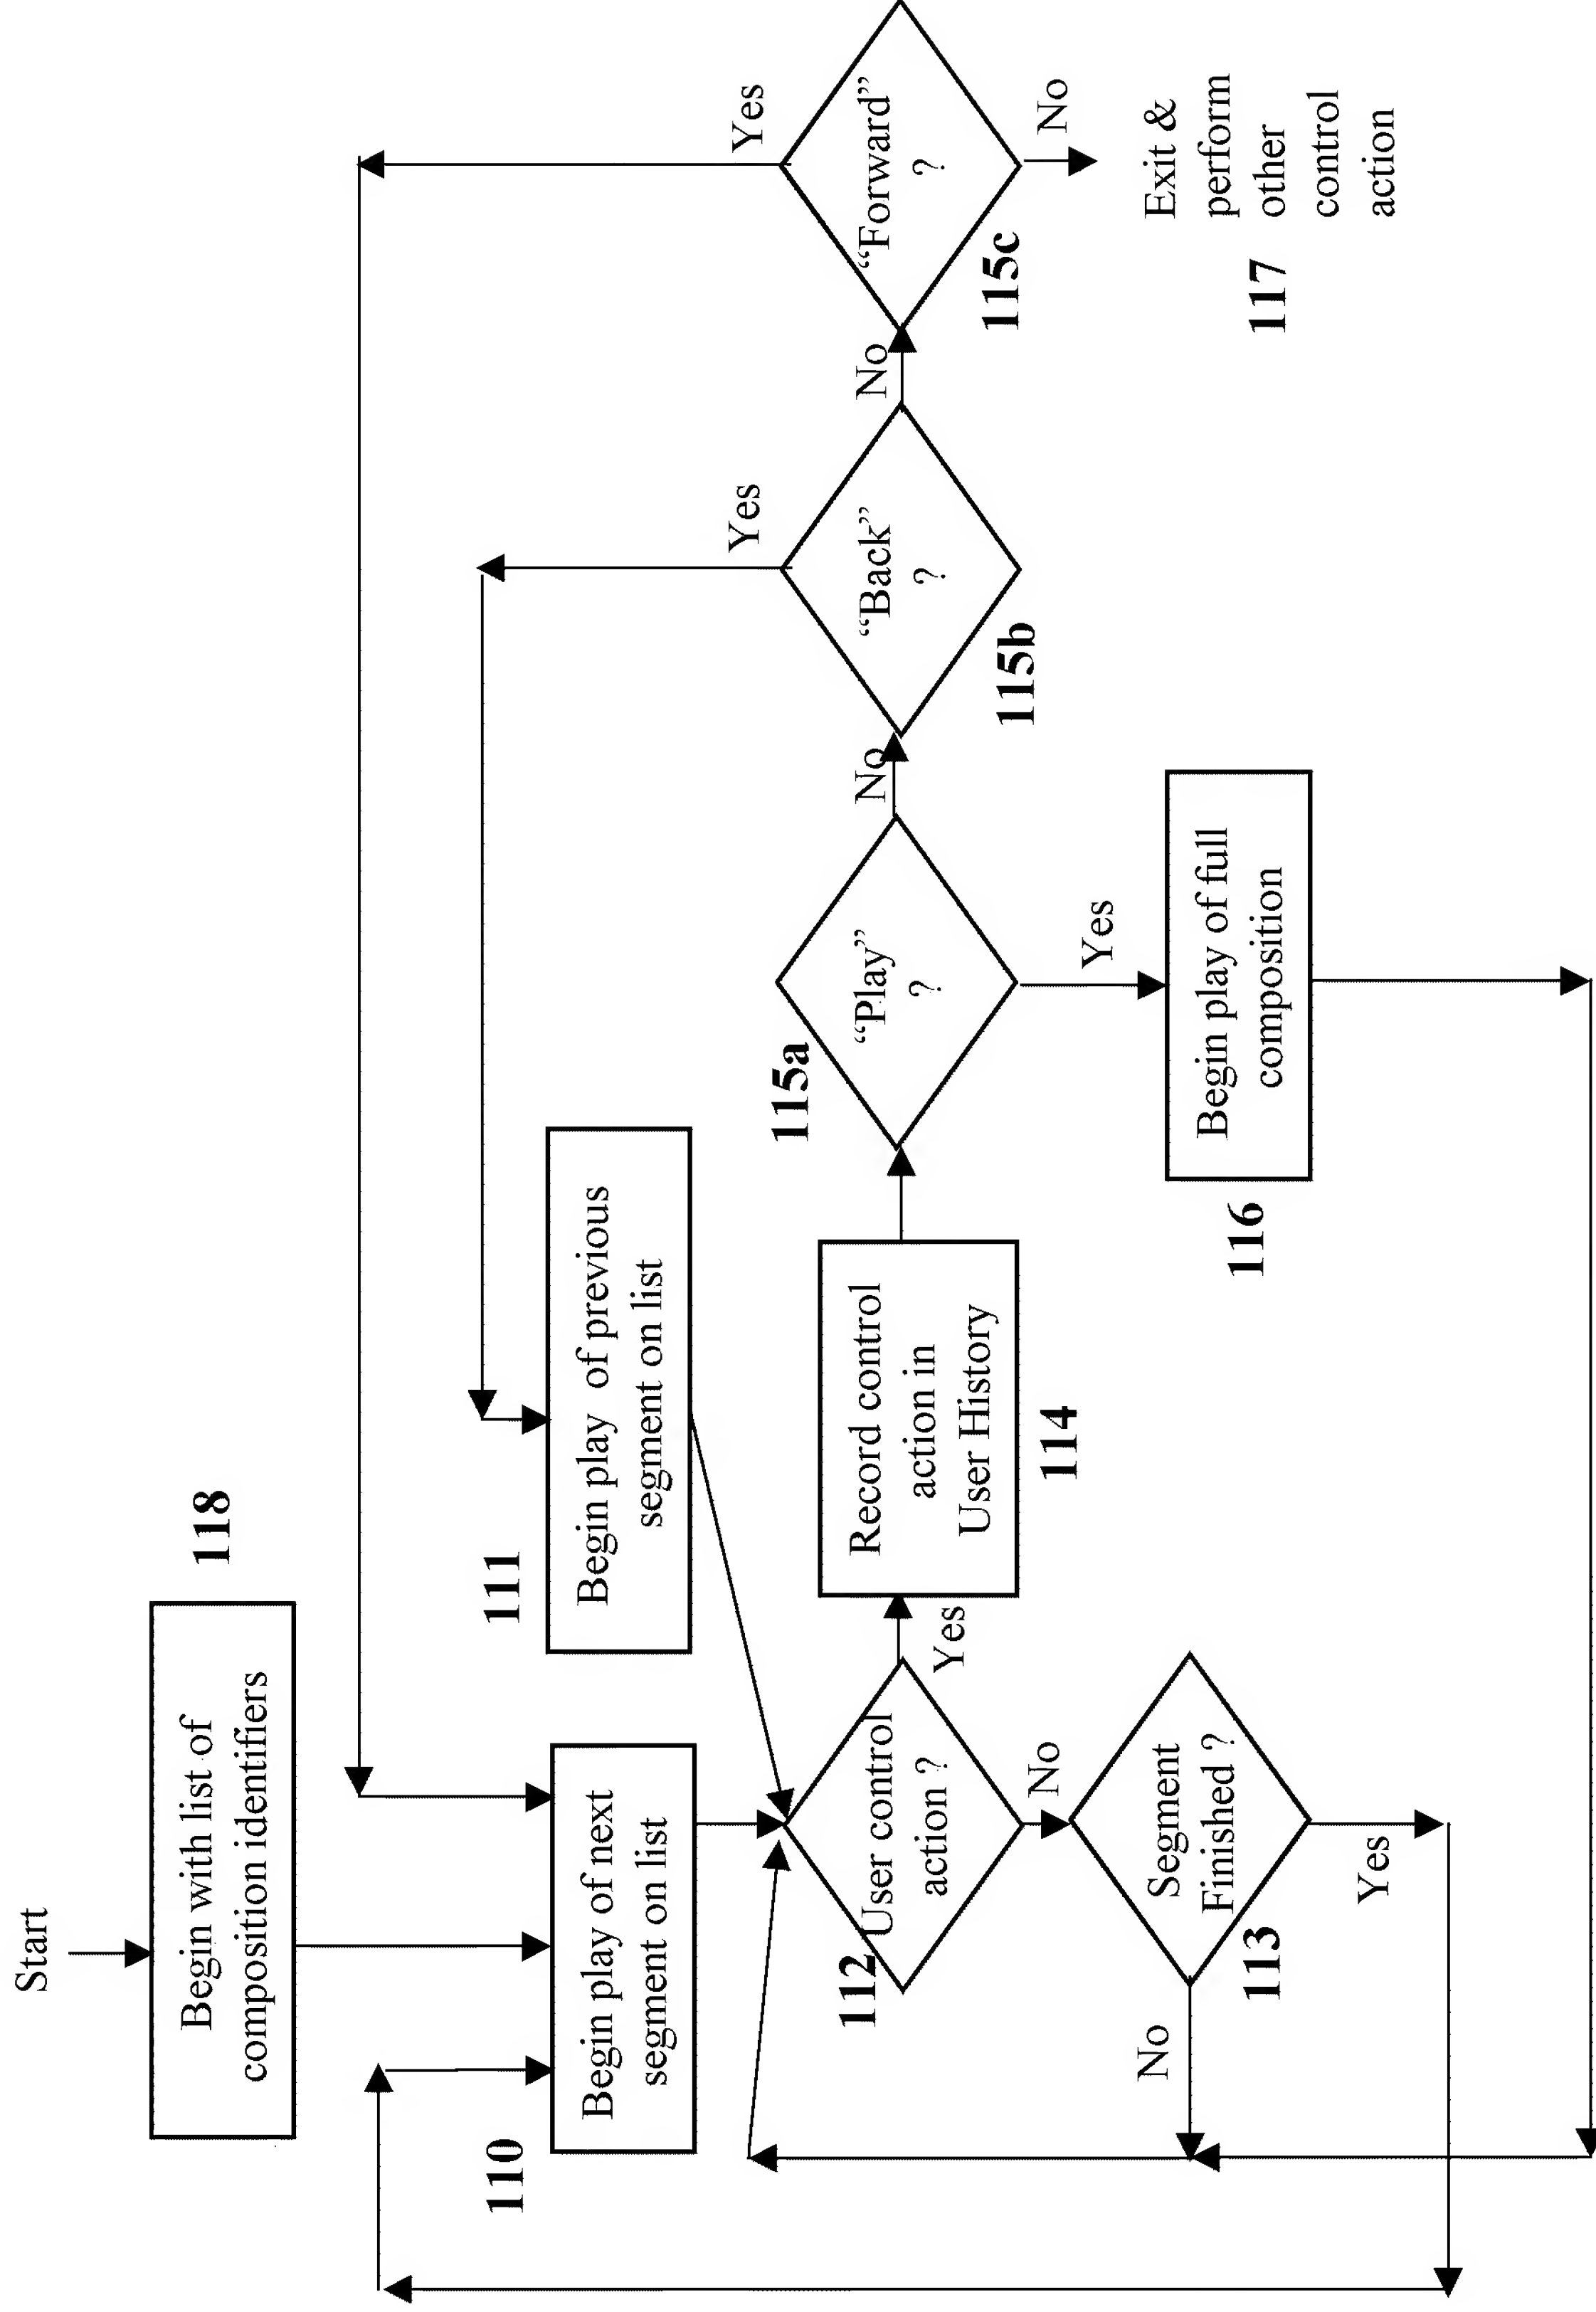 Start
Begin with list of
composition identifiers
118
110
Begin play of next
segment on list
111
Begin play of previous
segment on list
112
User control
action ?
Yes
No
Record control
action in
User History
114
115a
“Play”
?
No
Yes
“Back”
?
115b
Yes
No
“Forward”
?
115c
Yes
No
Exit &
perform
other
control
action
117
Begin play of full
composition
116
Segment
Finished ?
113
No
Yes